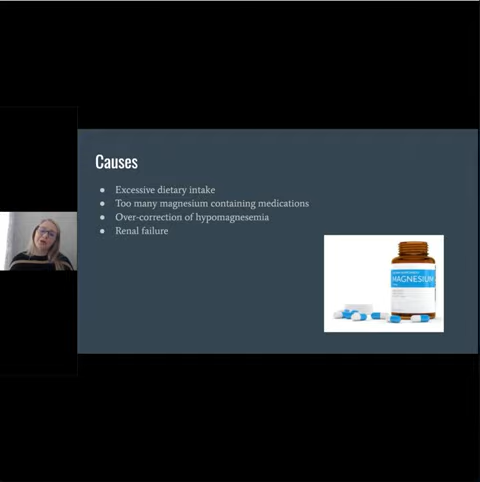 Causes
Excessive dietary intake
Too many magnesium containing medications
Over-correction of hypomagnesemia
Renal failure
MAGNESIUM